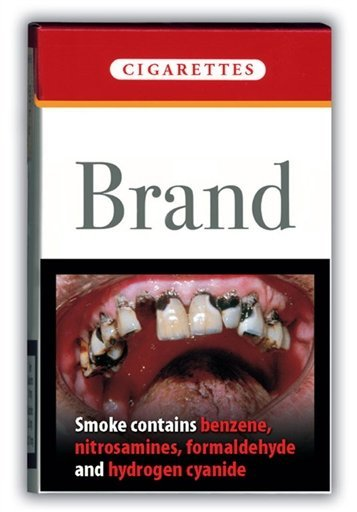 CIGARETTES
Brand
Smoke contains benzene,
nitrosamines, formaldehyde
and hydrogen cyanide